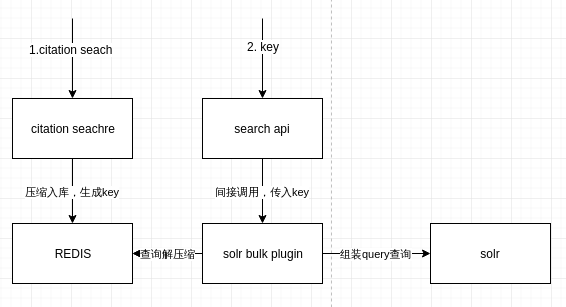 1.citation seach
2. key
citation seachre
search api
压缩入库，生成key
间接调用，传入key
REDIS
查询解压缩
solr bulk plugin
组装query查询
solr